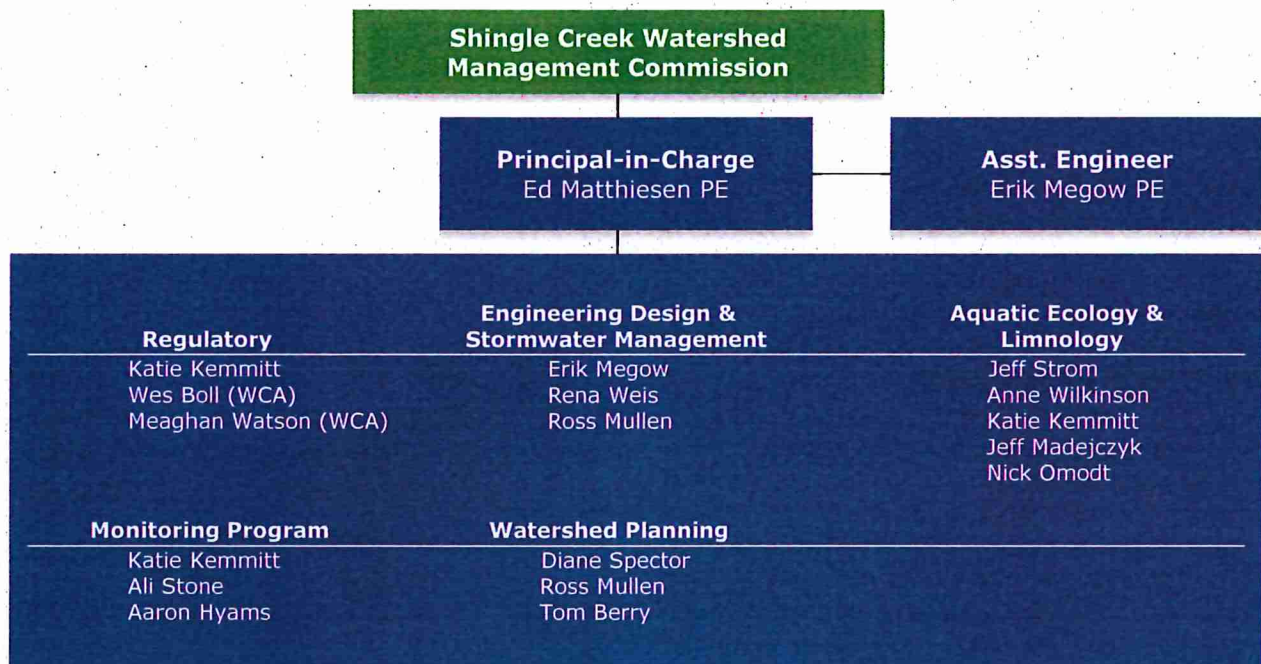 Shingle Creek Watershed
Management Commission
Principal-in-Charge
Ed Matthiesen PE
Asst. Engineer
Erik Megow PE
Regulatory
Katie Kemmitt
Wes Boll (WCA)
Meaghan Watson (WCA)
Engineering Design &
Stormwater Management
Erik Megow
Rena Weis
Ross Mullen
Aquatic Ecology &
Limnology
Jeff Strom
Anne Wilkinson
Katie Kemmitt
Jeff Madejczyk
Nick Omodt
Monitoring Program
Katie Kemmitt
Ali Stone
Aaron Hyams
Watershed Planning
Diane Spector
Ross Mullen
Tom Berry